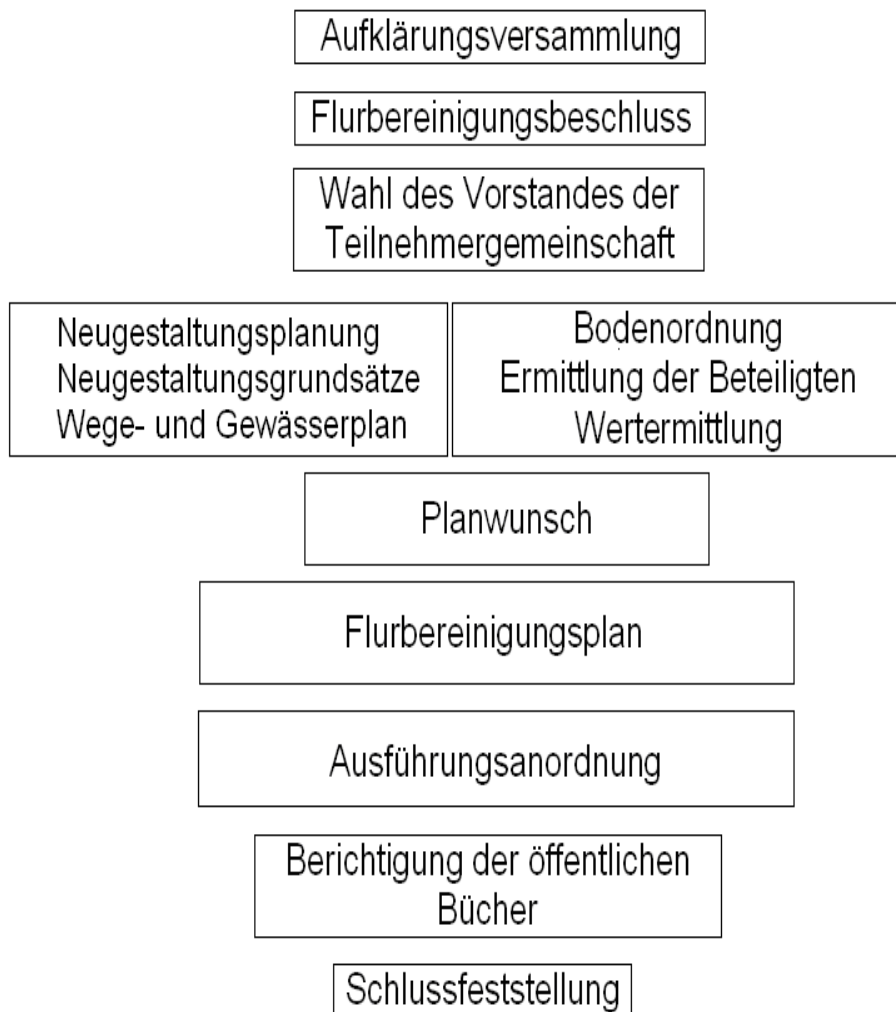 Aufklärungsversammlung
Flurbereinigungsbeschluss
Wahl des Vorstandes der
Teilnehmergemeinschaft
Neugestaltungsplanung
Neugestaltungsgrundsätze
Wege- und Gewässerplan
Bodenordnung
Ermittlung der Beteiligten
Wertermittlung
Planwunsch
Flurbereinigungsplan
Ausführungsanordnung
Berichtigung der öffentlichen
Bücher
Schlussfeststellung